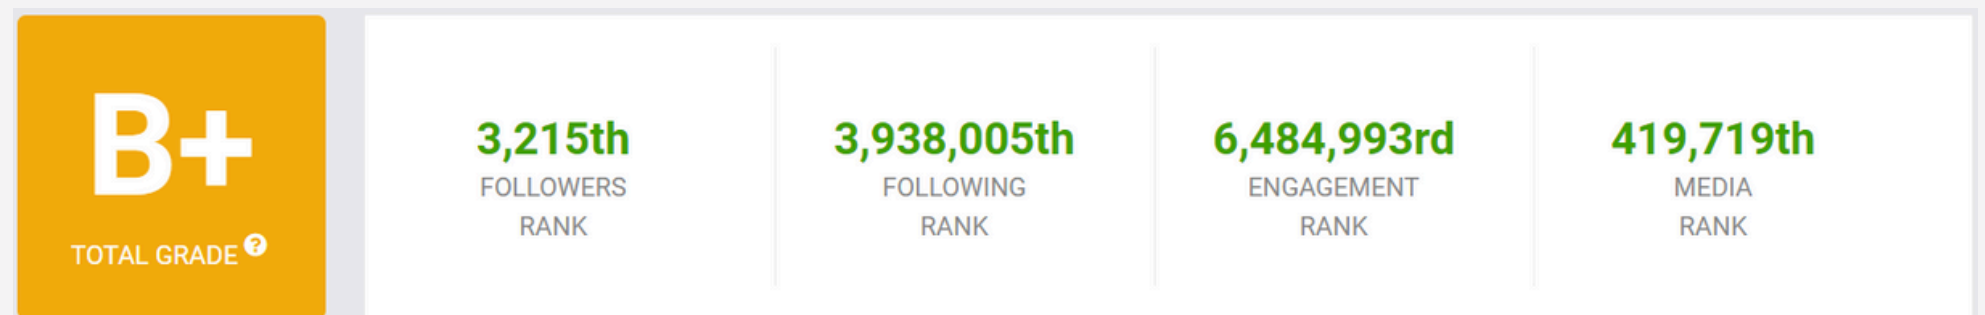 B+
TOTAL GRADE ?
3,215th
FOLLOWERS
RANK
3,938,005th
FOLLOWING
RANK
6,484,993rd
ENGAGEMENT
RANK
419,719th
MEDIA
RANK